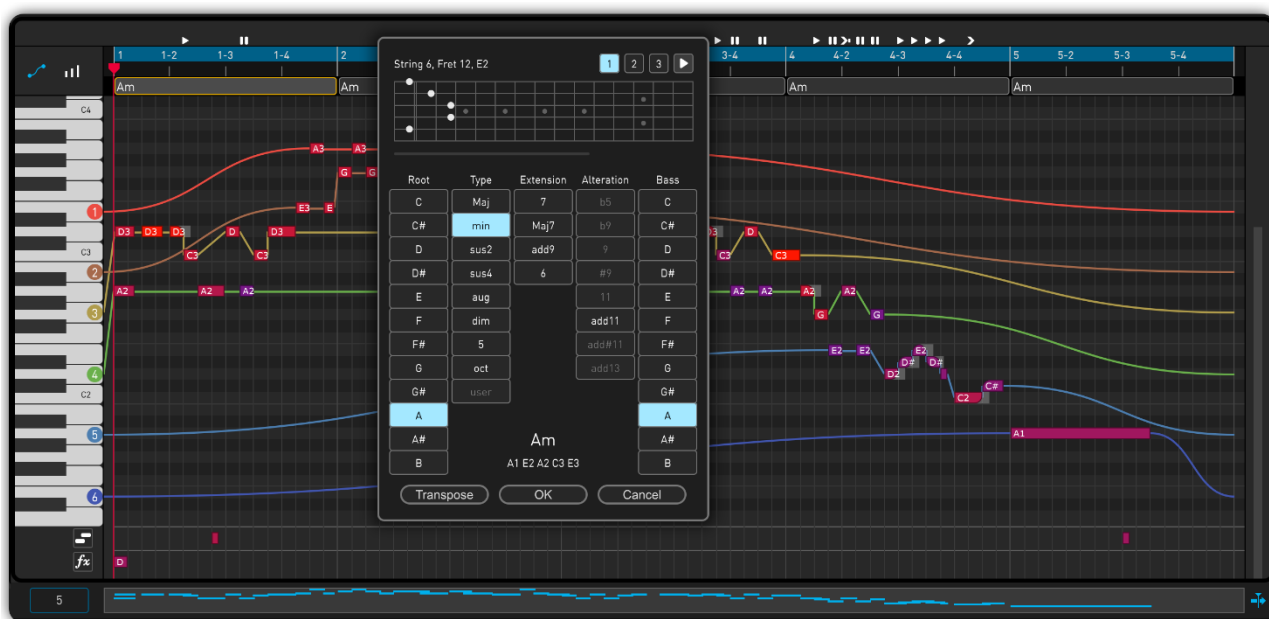 1 1-2 1-3 1-4 2 3-4 4 4-2 4-3 4-4 5 5-2 5-3 5-4
Am Am Am Am
String 6, Fret 12, E2 1 2 3
C4
A3 A3
G G
E3 E
1
D3 D3 D3 D D3 D3 D
C3 C3 C3 C3 C3
2
A2 A2 A2 A2 A2 A2 A2
3
G G
E2 E2 E2
D# D#
4
D2
C2 C2 C#
5
A1
6
Root Type Extension Alteration Bass
C Maj 7 b5 C
C# min Maj7 b9 C#
D sus2 add9 9 D
D# sus4 6 #9 D#
E aug 11 E
F dim add11 F
F# 5 add#11 F#
G oct add13 G
G# user G#
A A
A# Am A#
B A1 E2 A2 C3 E3 B
Transpose OK Cancel
fx D
5